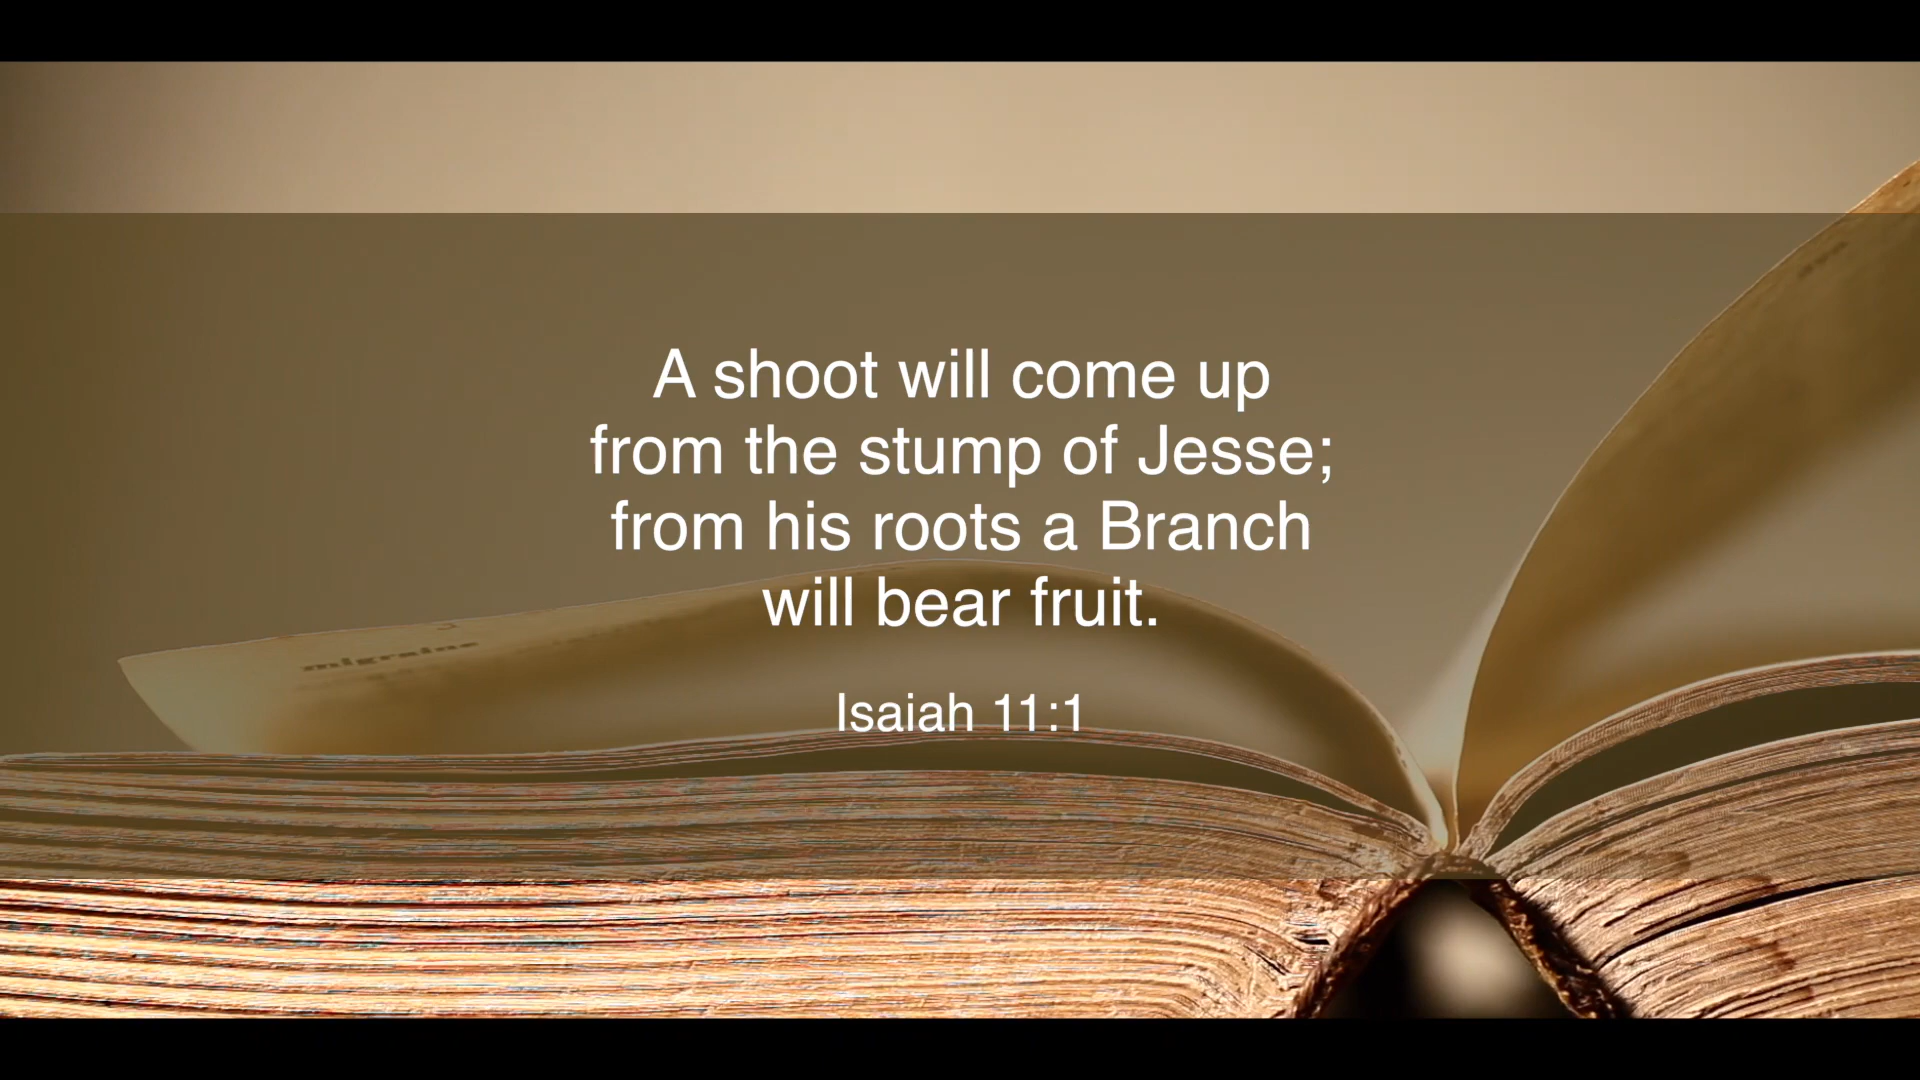 A shoot will come up
from the stump of Jesse;
from his roots a Branch
will bear fruit.
migraine
Isaiah 11:1